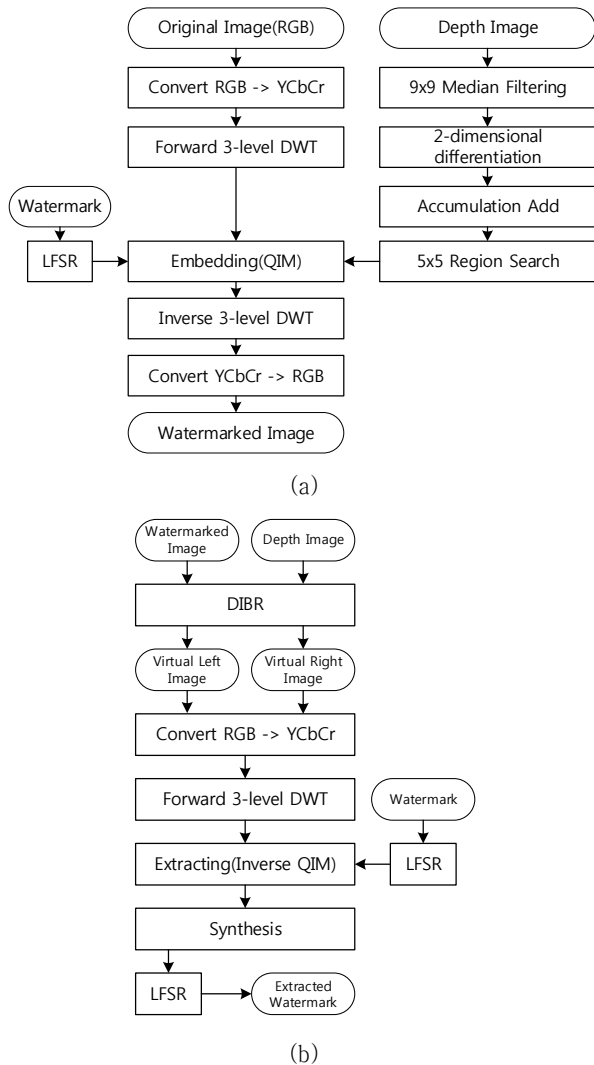 Original Image(RGB)
Depth Image
Convert RGB -> YCbCr
9x9 Median Filtering
Forward 3-level DWT
2-dimensional
differentiation
Watermark
Accumulation Add
LFSR
Embedding(QIM)
5x5 Region Search
Inverse 3-level DWT
Convert YCbCr -> RGB
Watermarked Image
(a)
Watermarked
Image
Depth Image
DIBR
Virtual Left
Image
Virtual Right
Image
Convert RGB -> YCbCr
Forward 3-level DWT
Watermark
Extracting(Inverse QIM)
LFSR
Synthesis
LFSR
Extracted
Watermark
(b)